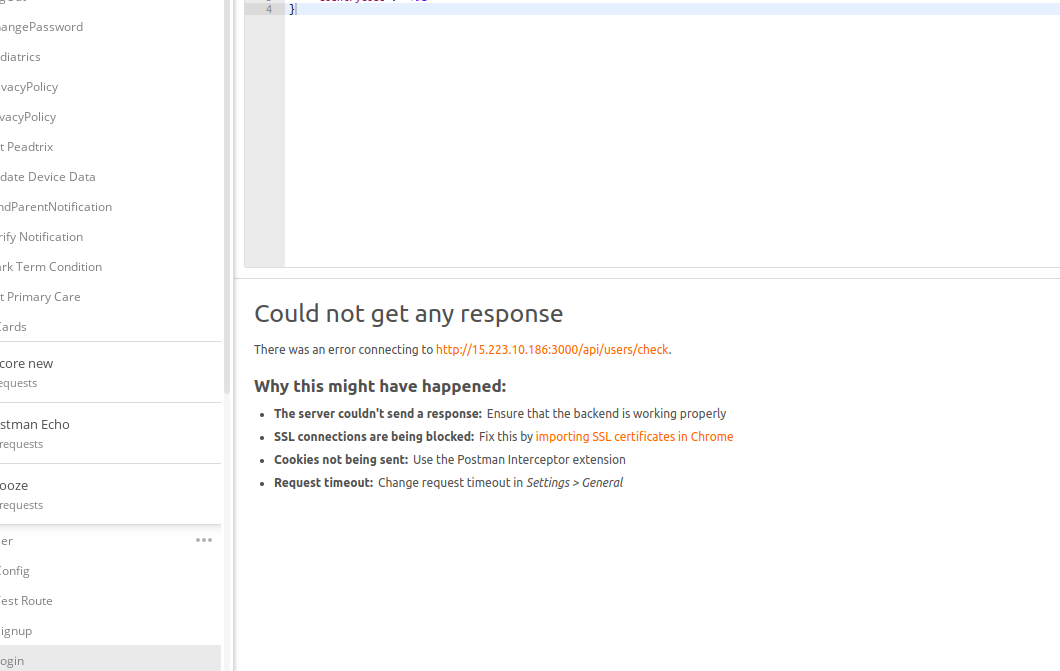 angePassword
diatrics
vacyPolicy
vacyPolicy
t Peadtrix
date Device Data
ndParentNotification
rify Notification
ark Term Condition
t Primary Care
Cards
core new
equests
stman Echo
requests
ooze
requests
er
Config
Test Route
ignup
ogin
4 }
Could not get any response
There was an error connecting to http://15.223.10.186:3000/api/users/check.
Why this might have happened:
• The server couldn't send a response: Ensure that the backend is working properly
• SSL connections are being blocked: Fix this by importing SSL certificates in Chrome
• Cookies not being sent: Use the Postman Interceptor extension
• Request timeout: Change request timeout in Settings > General